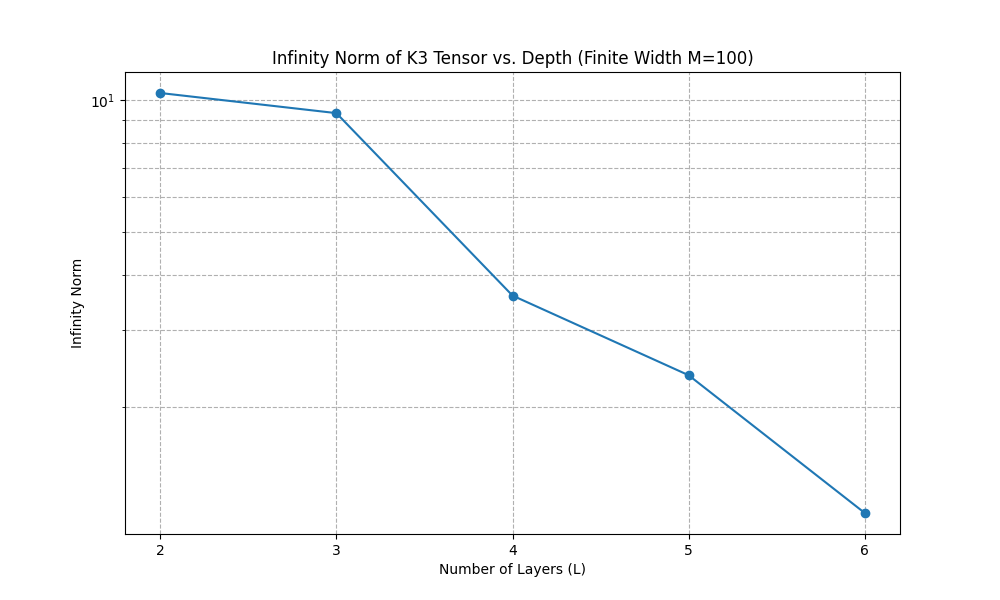 Infinity Norm of K3 Tensor vs. Depth (Finite Width M=100)
10¹
Infinity Norm
2 3 4 5 6
Number of Layers (L)